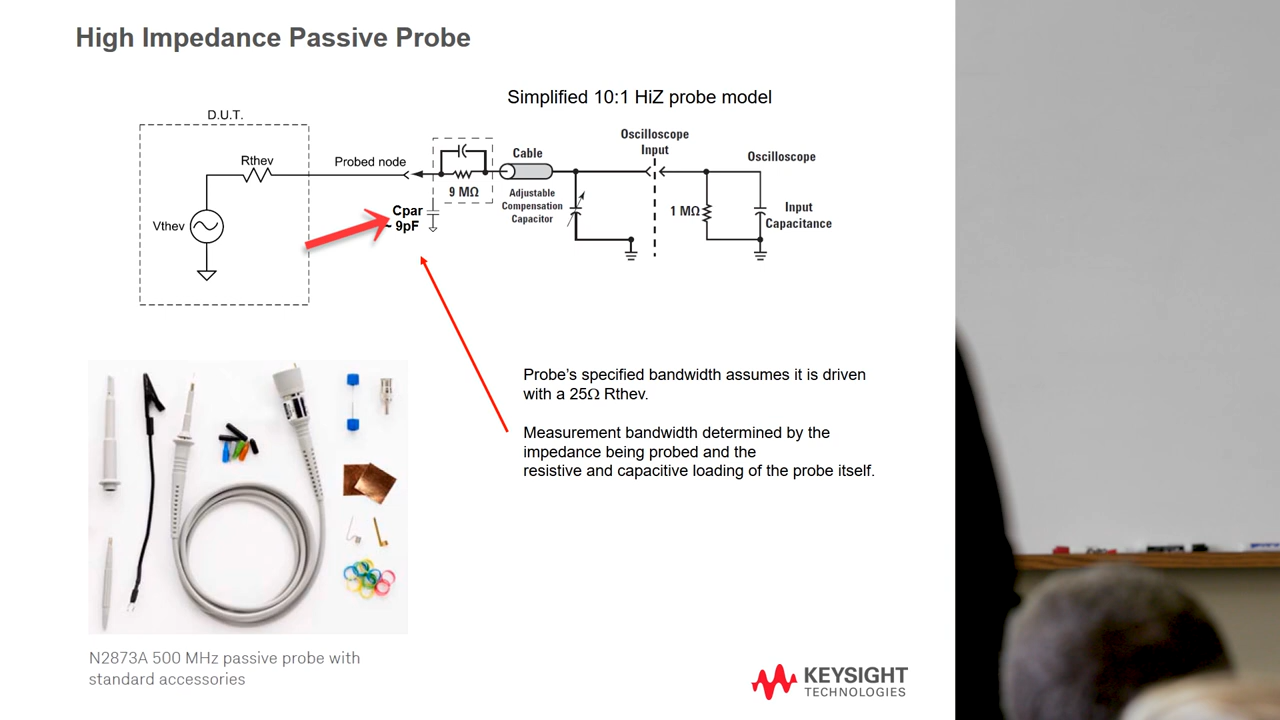 High Impedance Passive Probe
Simplified 10:1 HiZ probe model
D.U.T.
Rthev
Probed node
Vthev
9 MΩ
Cpar
~ 9pF
Cable
Adjustable
Compensation
Capacitor
Oscilloscope
Input
Oscilloscope
1 MΩ
Input
Capacitance
Probe’s specified bandwidth assumes it is driven
with a 25Ω Rthev.
Measurement bandwidth determined by the
impedance being probed and the
resistive and capacitive loading of the probe itself.
N2873A 500 MHz passive probe with
standard accessories
KEYSIGHT
TECHNOLOGIES